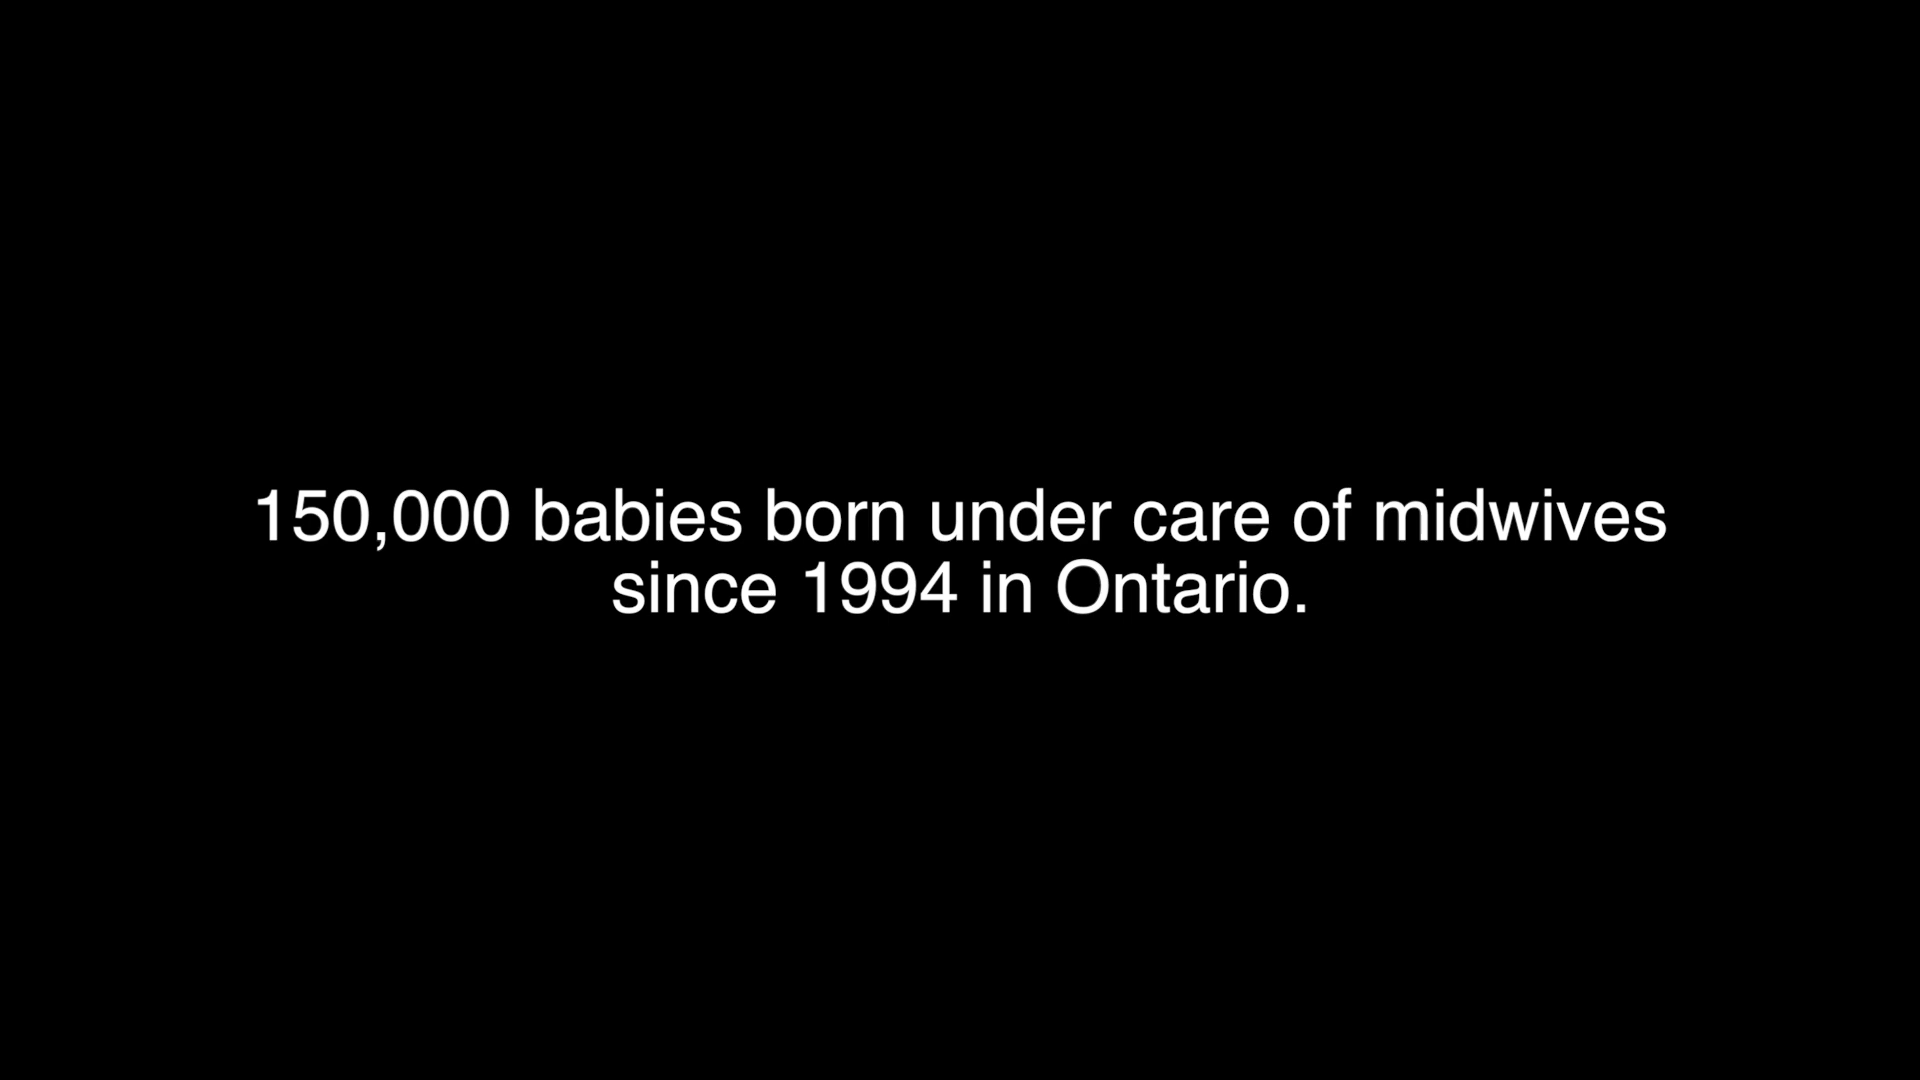 150,000 babies born under care of midwives
since 1994 in Ontario.